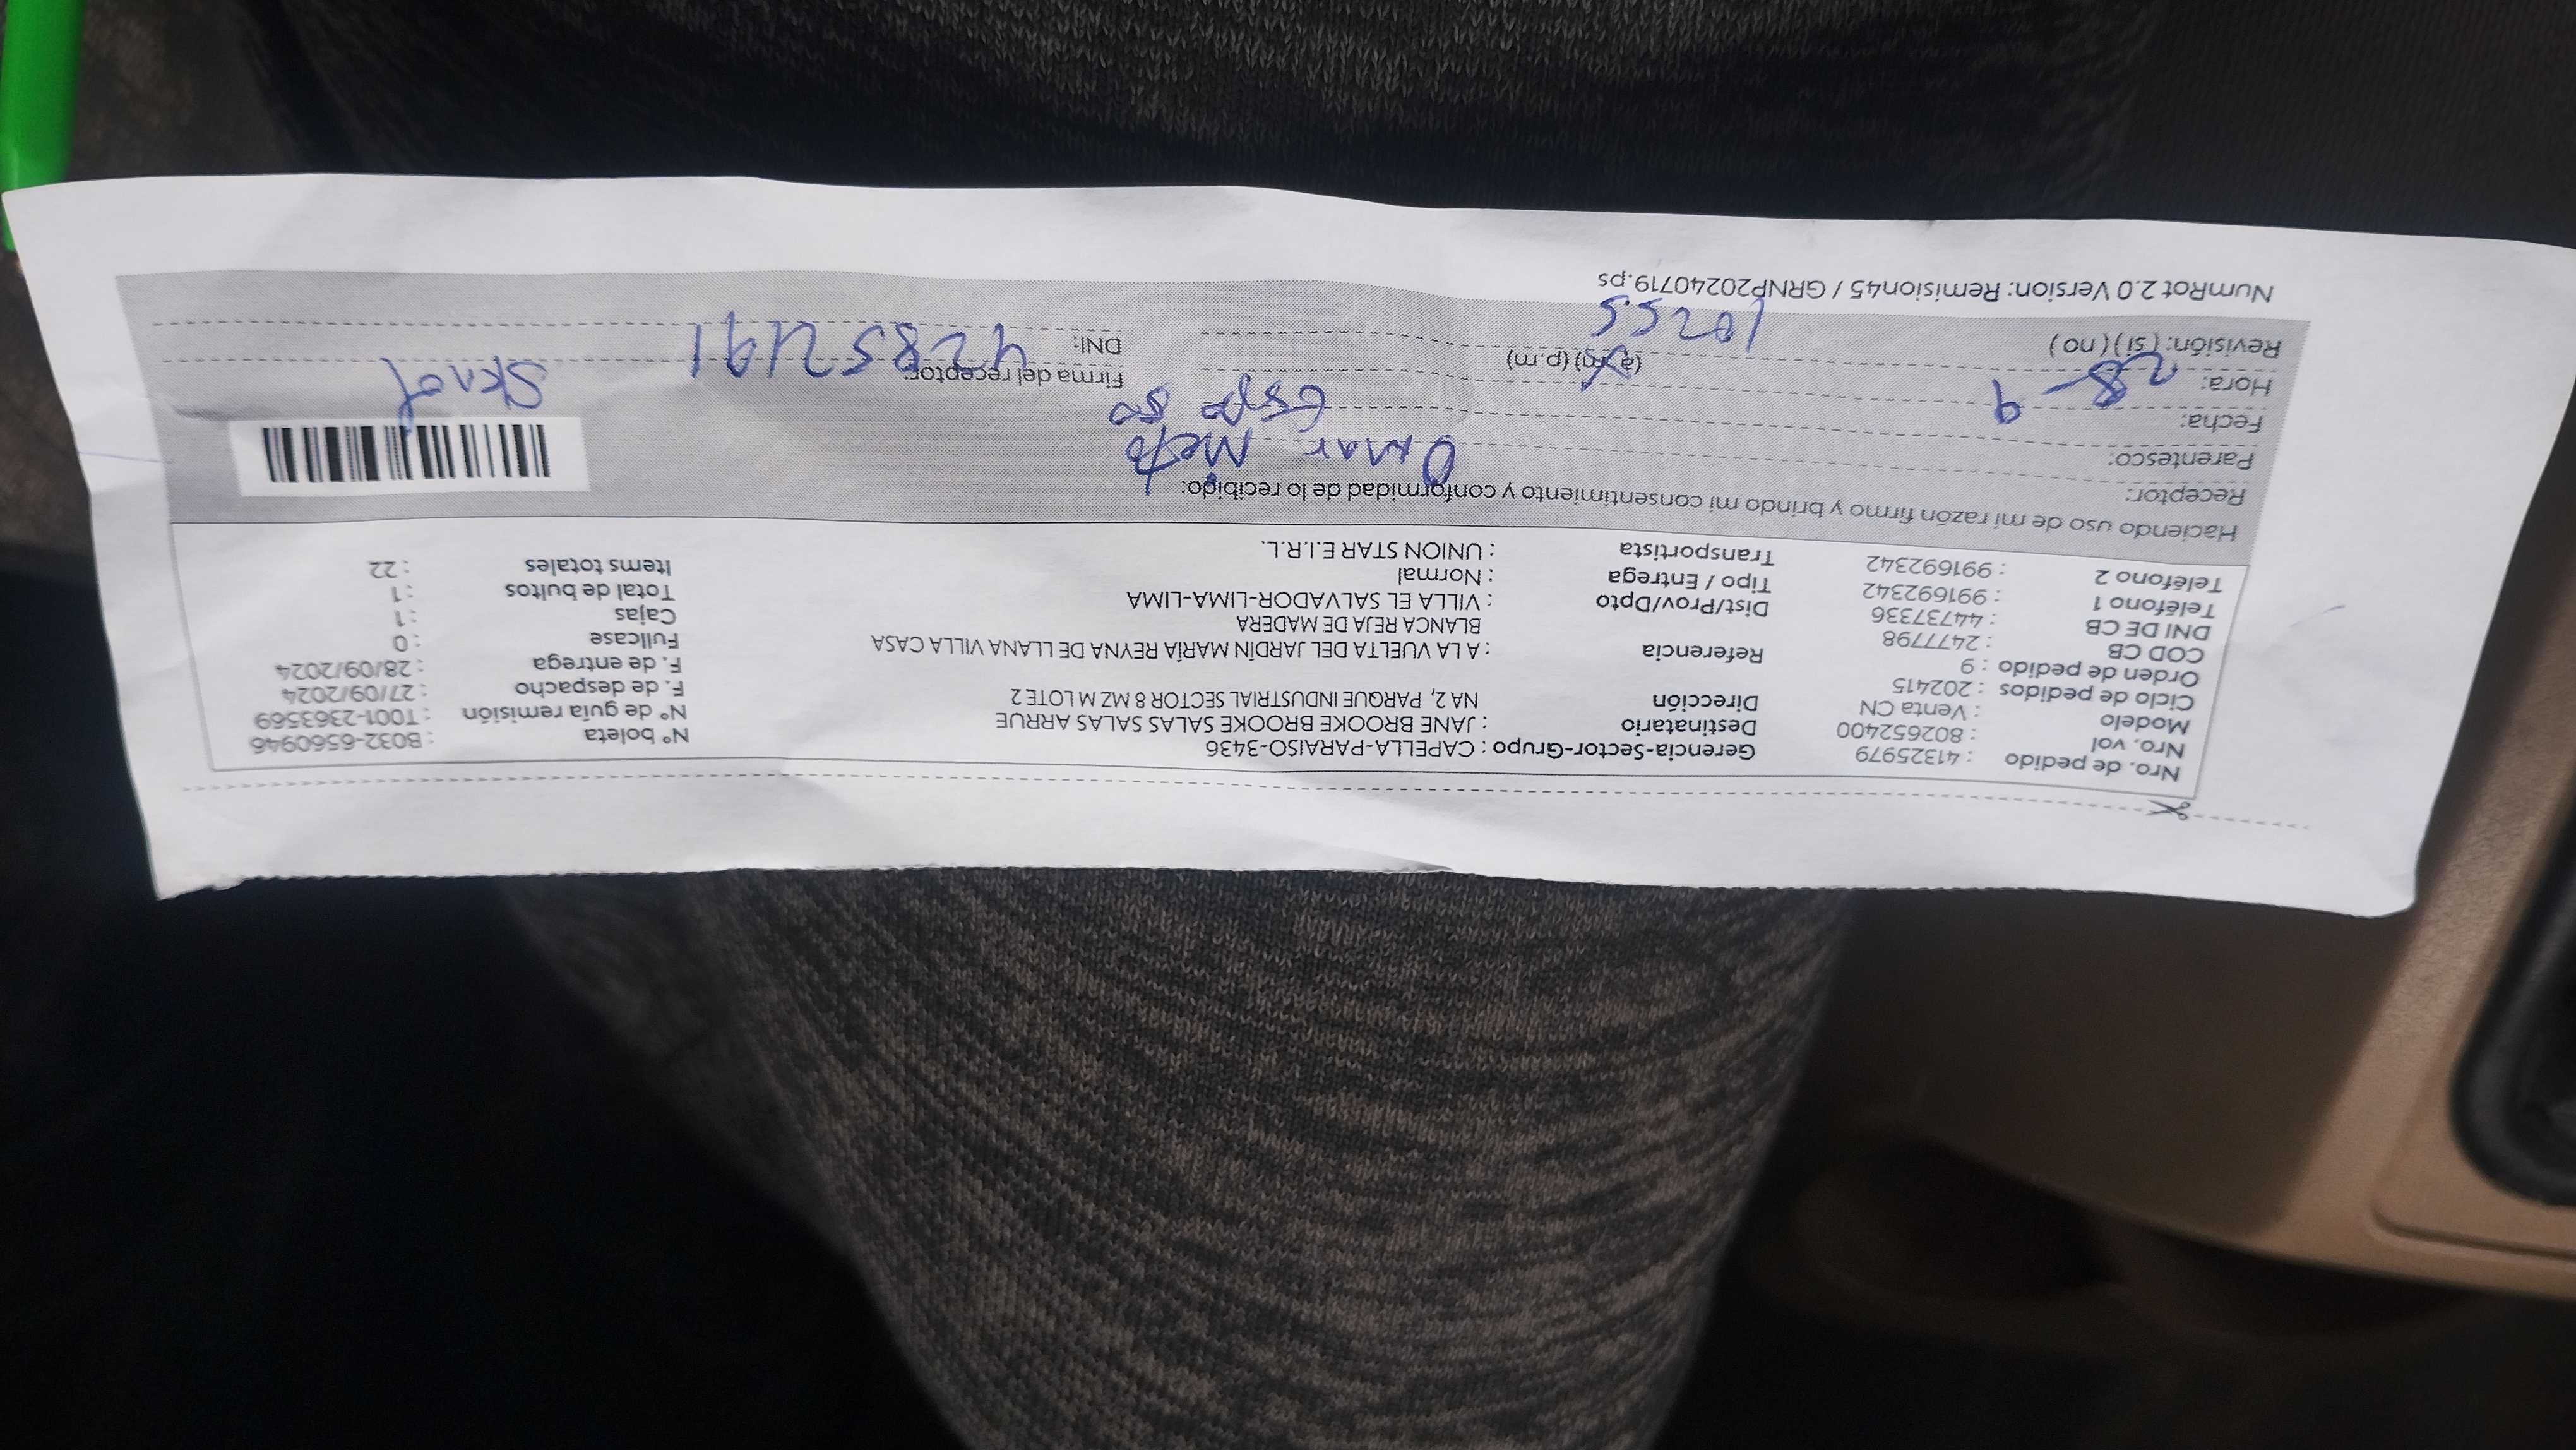 Nro. de pedido : 41325979 Gerencia-Sector-Grupo : CAPELLA-PARAISO-3436 Nº boleta : B032-6560946
Nro. vol : 802652400 Destinatario : JANE BROOKE BROOKE SALAS SALAS ARRUE Nº de guía remisión : T001-2363569
Modelo : Venta CN Dirección NA 2, PARQUE INDUSTRIAL SECTOR 8 MZ M LOTE 2 F. de despacho : 27/09/2024
Ciclo de pedidos : 202415 F. de entrega : 28/09/2024
Orden de pedido : 9 Referencia : A LA VUELTA DEL JARDÍN MARÍA REYNA DE LLANA VILLA CASA Fullcase : 0
COD CB : 2477798 BLANCA REJA DE MADERA Cajas : 1
DNI DE CB : 44737336 Dist/Prov/Dpto : VILLA EL SALVADOR-LIMA-LIMA Total de bultos : 1
Teléfono 1 : 991692342 Tipo / Entrega : Normal Items totales : 22
Teléfono 2 : 991692342 Transportista : UNION STAR E.I.R.L.
Haciendo uso de mi razón firmo y brindo mi consentimiento y conformidad de lo recibido:
Receptor: Omar
Parentesco:
Fecha: 28-9
Hora: (a.m) (p.m) Firma del receptor:
Revisión: ( si ) ( no ) DNI:
NumRot 2.0 Version: Remision45 / GRNP20240719.ps